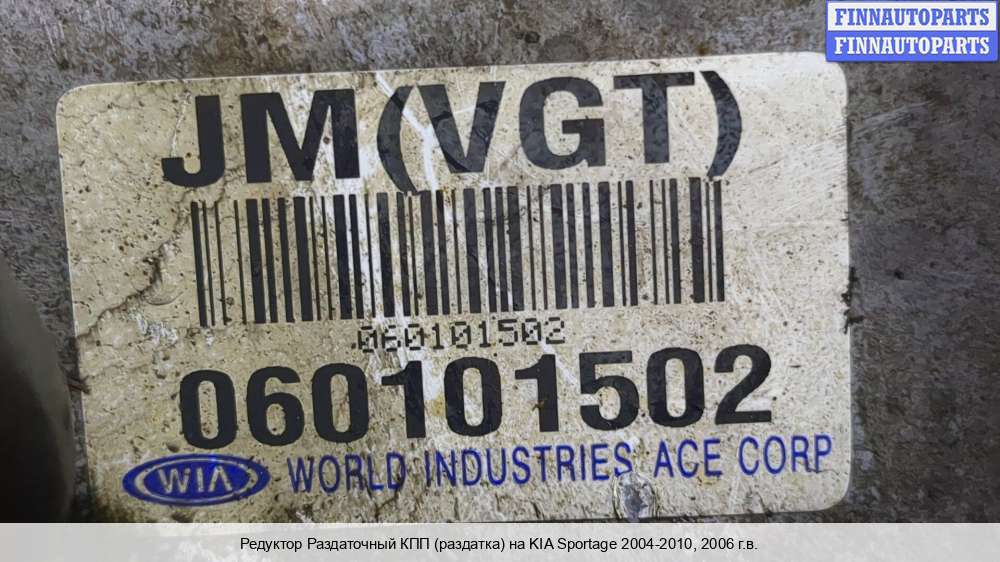 FINNAUTOPARTS
FINNAUTOPARTS
JM(VGT)
060101502
060101502
WIA WORLD INDUSTRIES ACE CORP
Редуктор Раздаточный КПП (раздатка) на KIA Sportage 2004-2010, 2006 г.в.